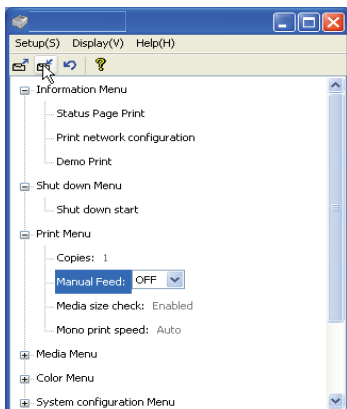 Setup(S) Display(V) Help(H)
Information Menu
Status Page Print
Print network configuration
Demo Print
Shut down Menu
Shut down start
Print Menu
Copies: 1
Manual Feed: OFF
Media size check: Enabled
Mono print speed: Auto
Media Menu
Color Menu
System configuration Menu